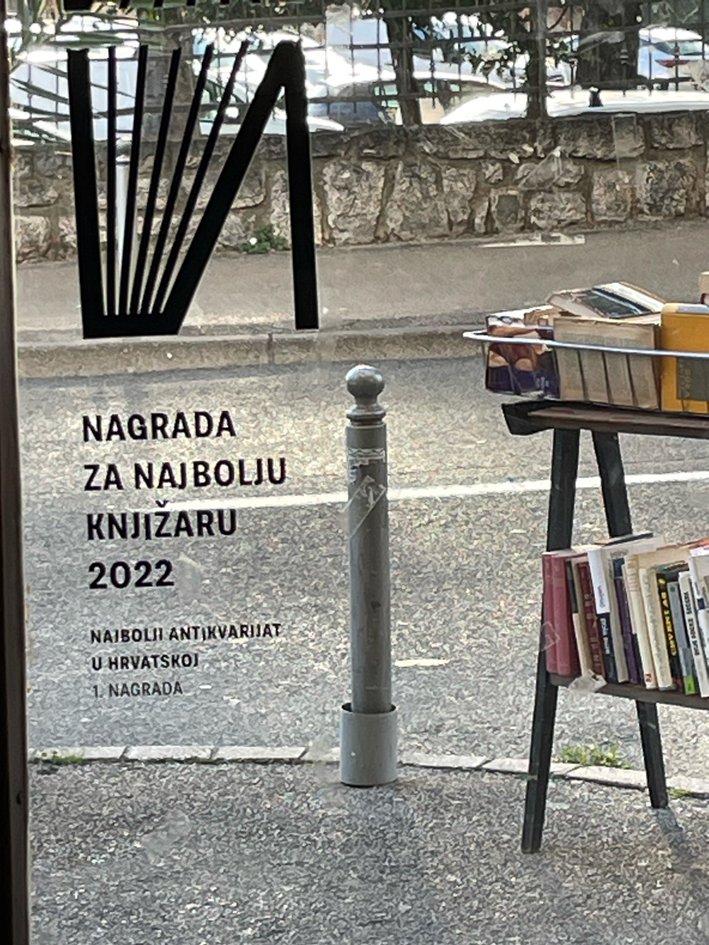 NAGRADA
ZA NAJBOLJU
KNJIŽARU
2022
NAJBOLJI ANTIKVARIJAT
U HRVATSKOJ
1. NAGRADA